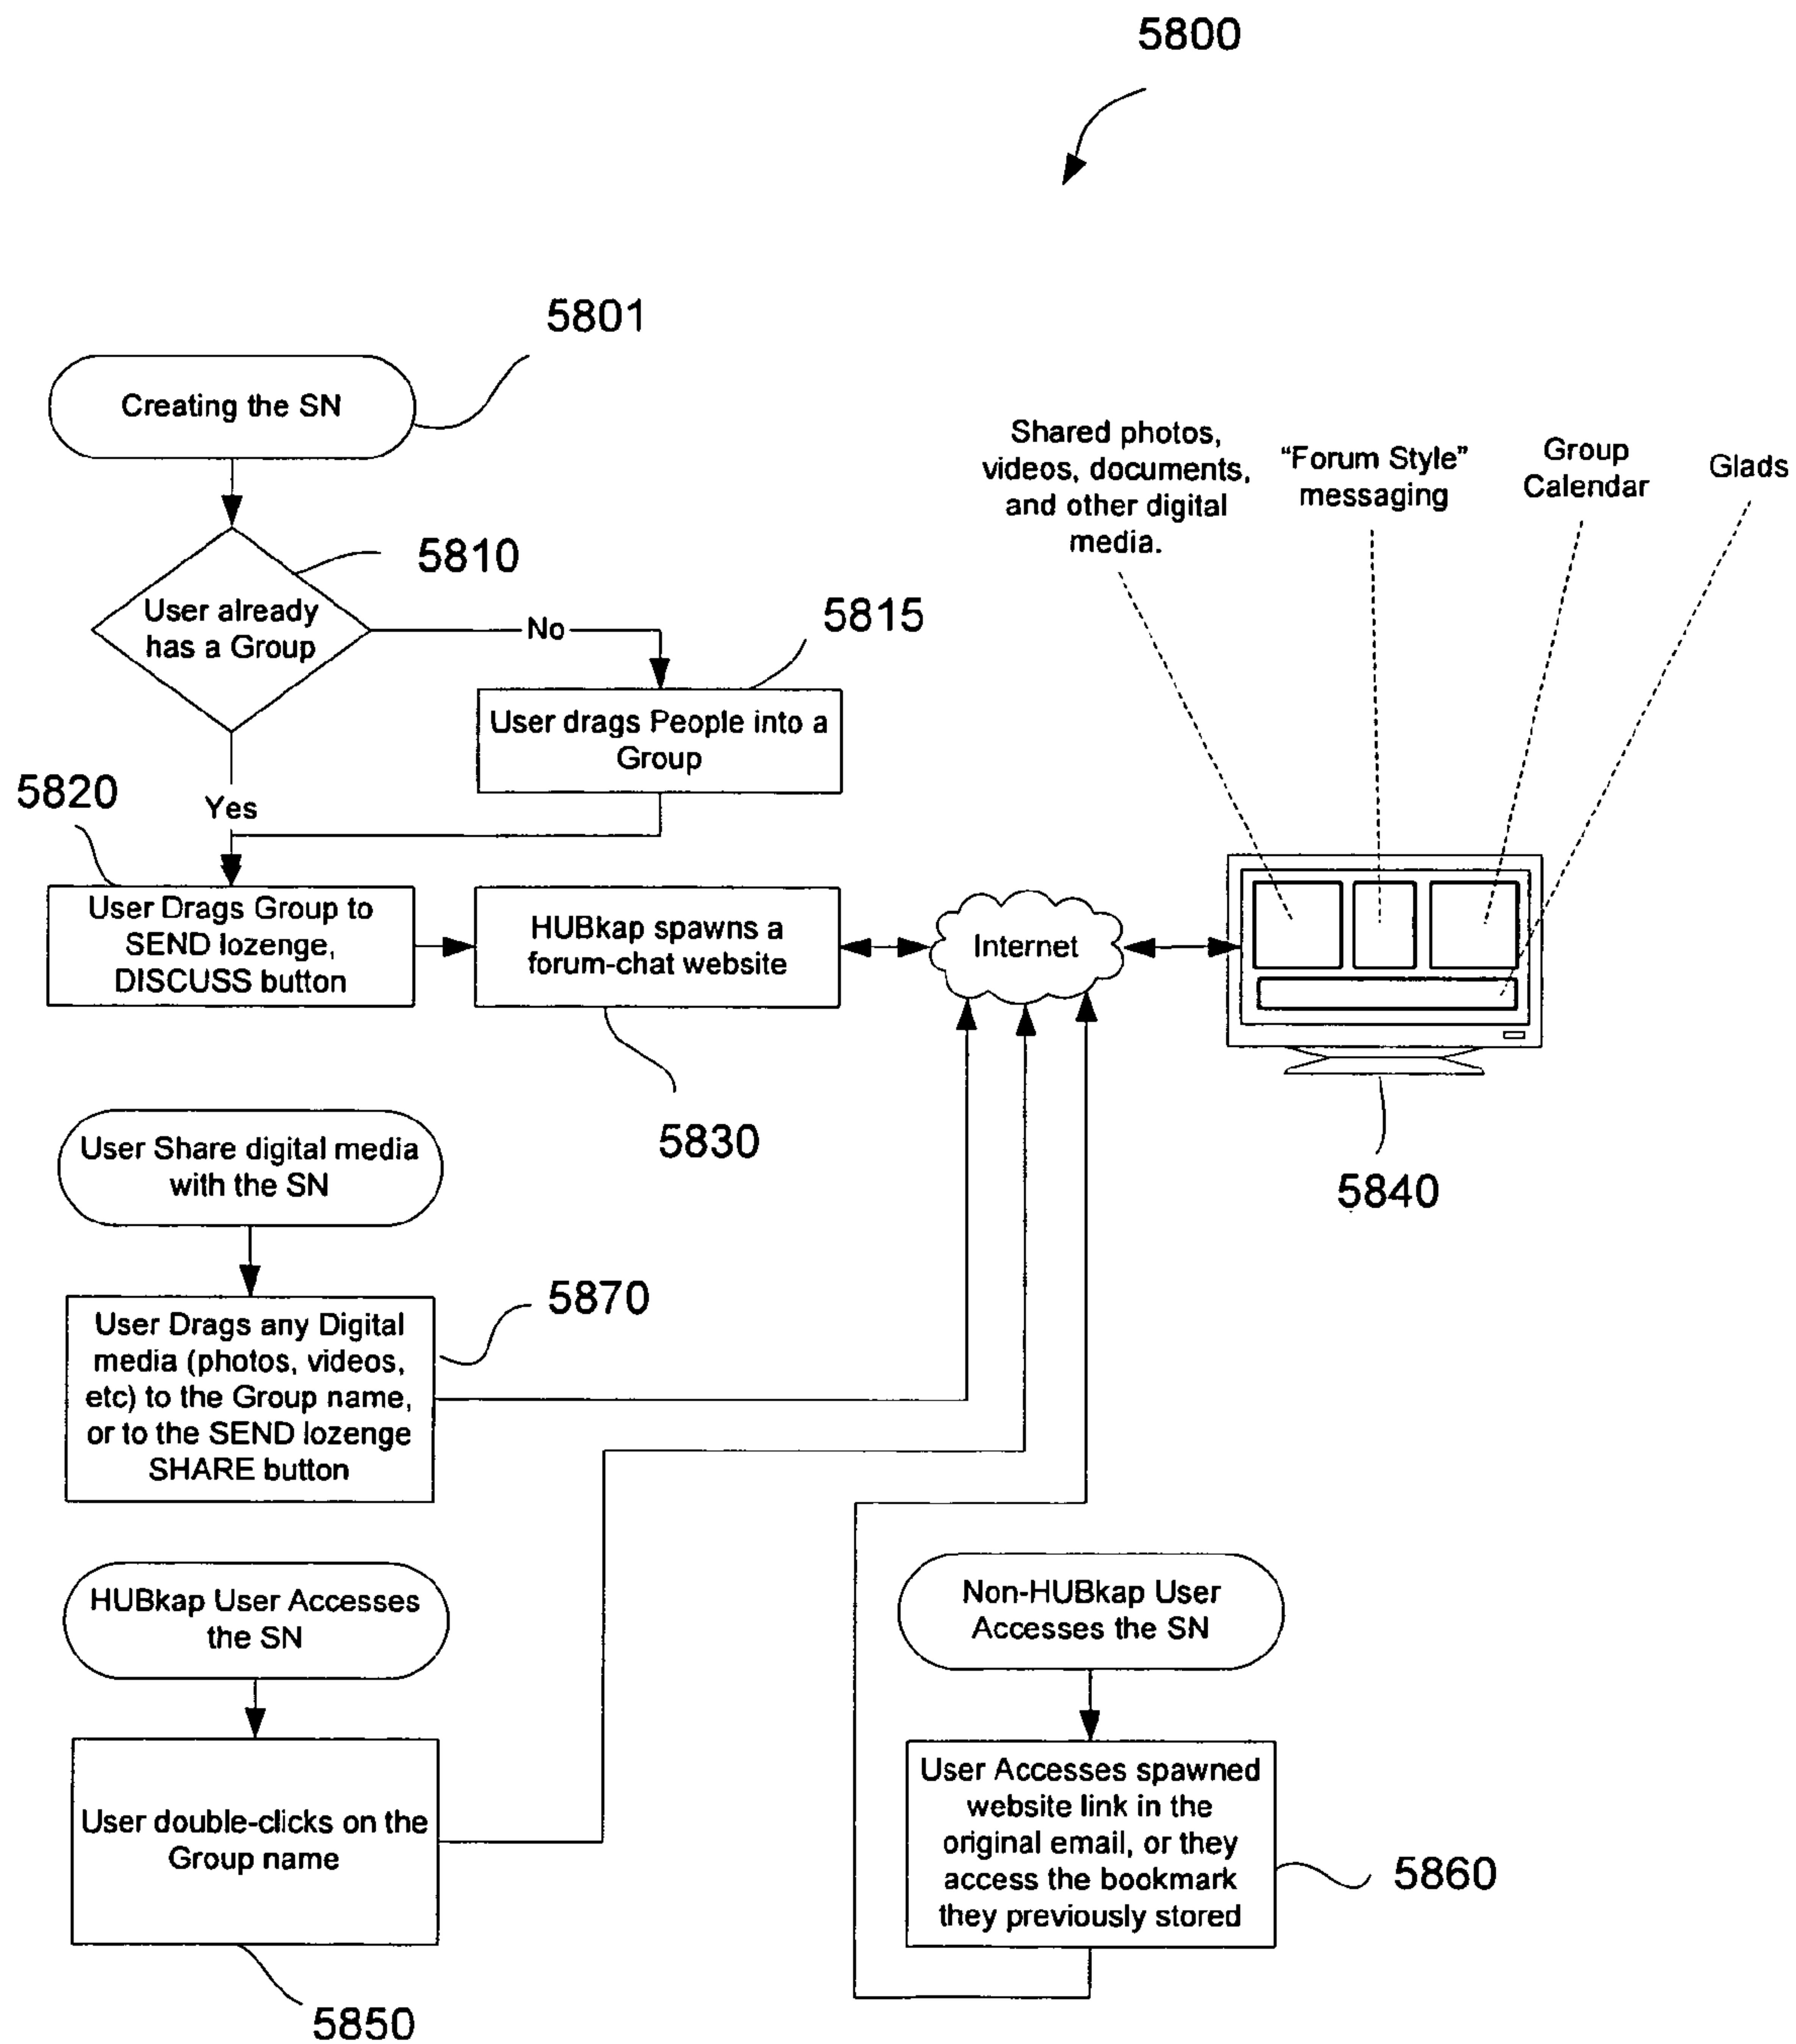 5800
5801
Creating the SN
5810
User already
has a Group
No
5815
User drags People into a
Group
5820
Yes
User Drags Group to
SEND lozenge,
DISCUSS button
HUBkap spawns a
forum-chat website
5830
Internet
Shared photos,
videos, documents,
and other digital
media.
“Forum Style”
messaging
Group
Calendar
Glads
5840
User Share digital media
with the SN
5870
User Drags any Digital
media (photos, videos,
etc) to the Group name,
or to the SEND lozenge
SHARE button
HUBkap User Accesses
the SN
User double-clicks on the
Group name
5850
Non-HUBkap User
Accesses the SN
User Accesses spawned
website link in the
original email, or they
access the bookmark
they previously stored
5860